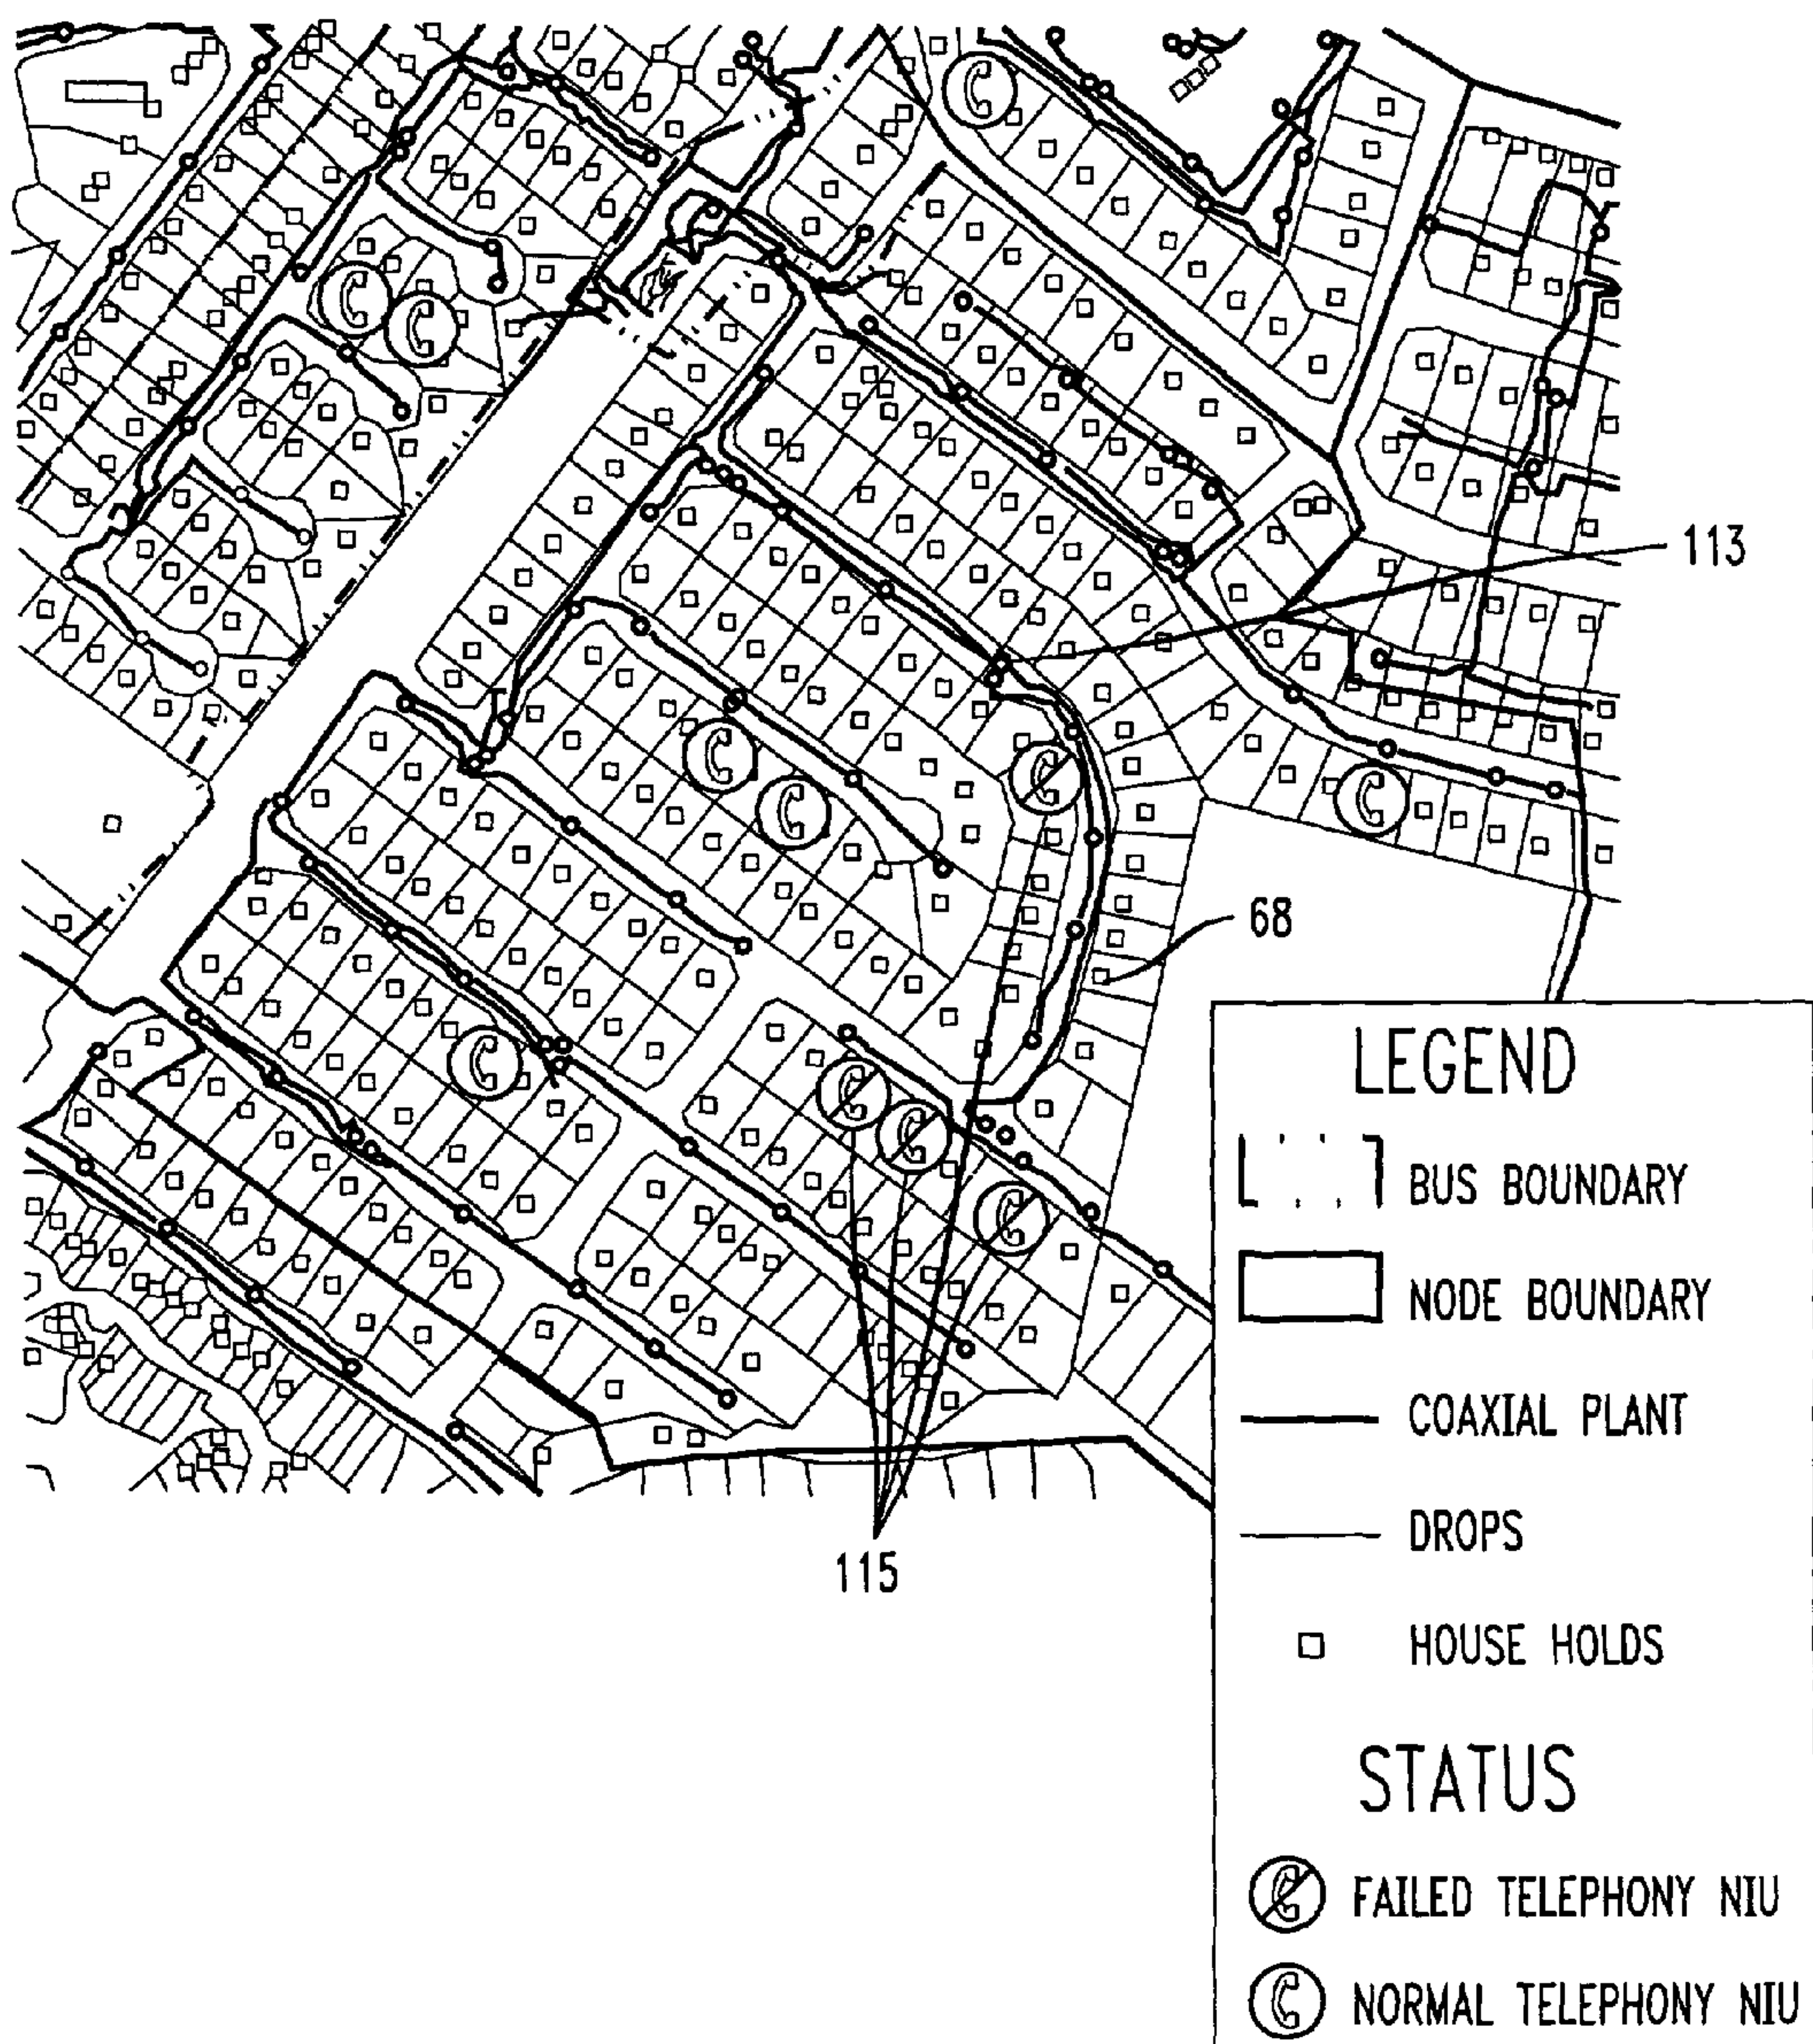 113
68
LEGEND
BUS BOUNDARY
NODE BOUNDARY
COAXIAL PLANT
DROPS
115
HOUSE HOLDS
STATUS
FAILED TELEPHONY NIU
NORMAL TELEPHONY NIU